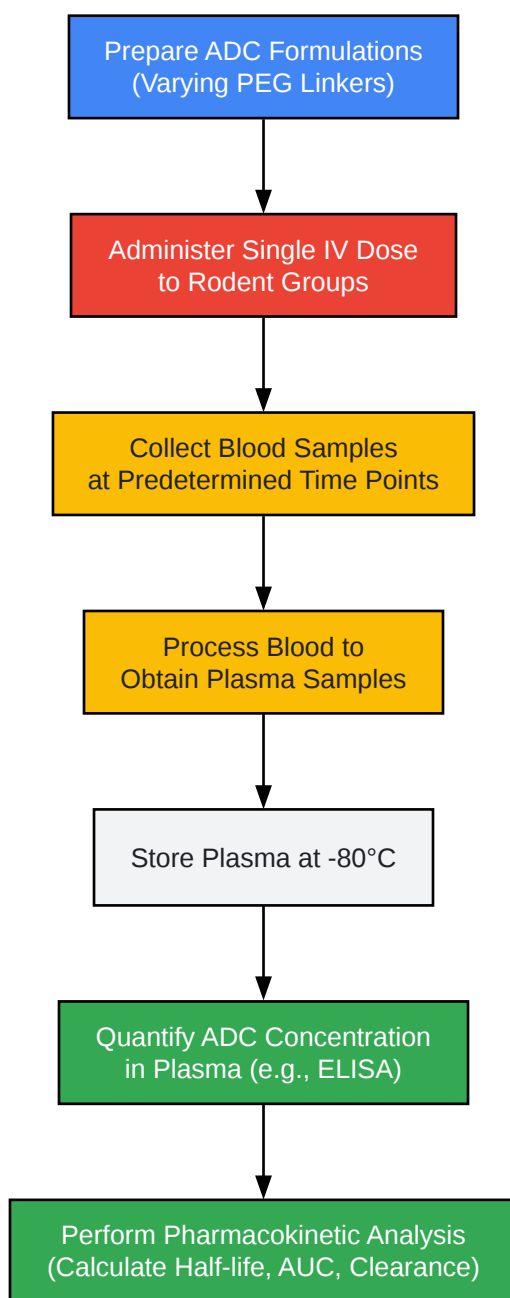 Prepare ADC Formulations
(Varying PEG Linkers)
Administer Single IV Dose
to Rodent Groups
Collect Blood Samples
at Predetermined Time Points
Process Blood to
Obtain Plasma Samples
Store Plasma at -80°C
Quantify ADC Concentration
in Plasma (e.g., ELISA)
Perform Pharmacokinetic Analysis
(Calculate Half-life, AUC, Clearance)